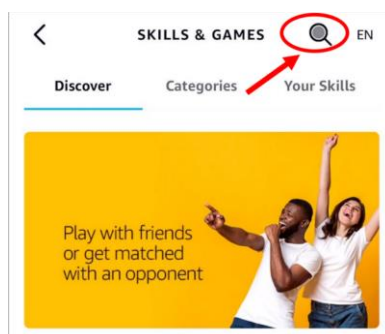 SKILLS & GAMES EN
Discover Categories Your Skills
Play with friends
or get matched
with an opponent